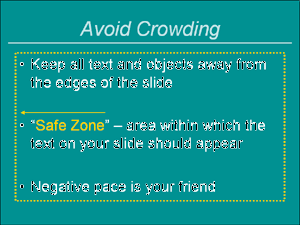 Avoid Crowding
• Keep all text and objects away from
the edges of the slide
• “Safe Zone” – area within which the
text on your slide should appear
• Negative pace is your friend